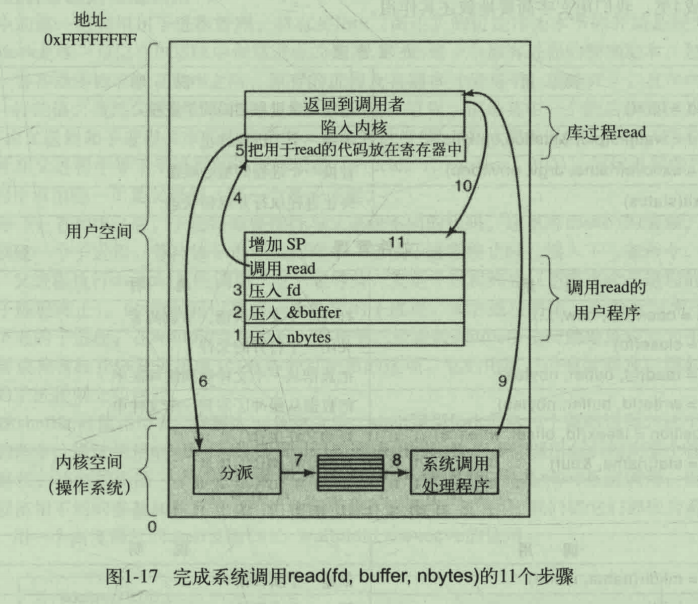 地址
0xFFFFFFFF
返回到调用者
陷入内核
5 把用于read的代码放在寄存器中
库过程read
4
10
用户空间
增加 SP 11
调用 read
3 压入 fd
2 压入 &buffer
1 压入 nbytes
调用read的
用户程序
6
9
内核空间
(操作系统)
分派
7
8
系统调用
处理程序
0
图1-17 完成系统调用read(fd, buffer, nbytes)的11个步骤